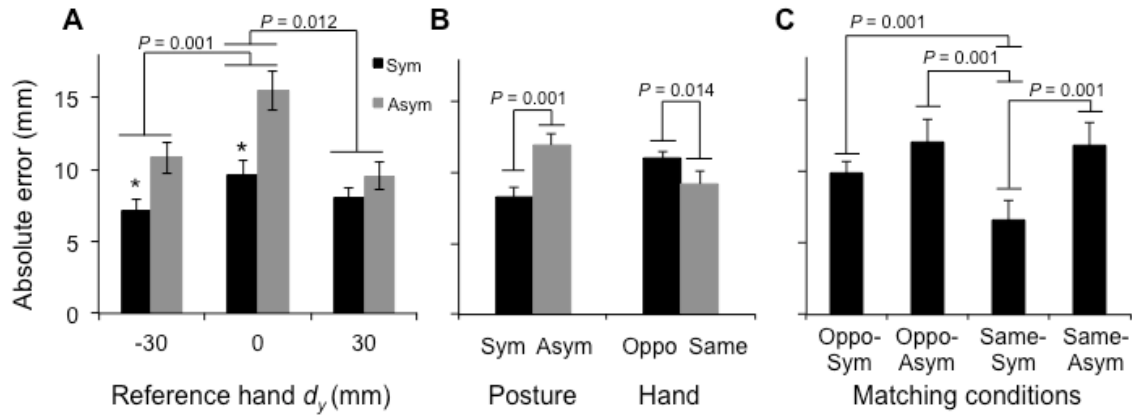 A
B
C
P = 0.012
P = 0.001
Sym
Asym
Absolute error (mm)
15
10
5
0
-30 0 30
Reference hand dy (mm)
P = 0.001
P = 0.014
Sym Asym Oppo Same
Posture Hand
P = 0.001
P = 0.001
P = 0.001
Oppo- Oppo- Same- Same-
Sym Asym Sym Asym
Matching conditions
*
*